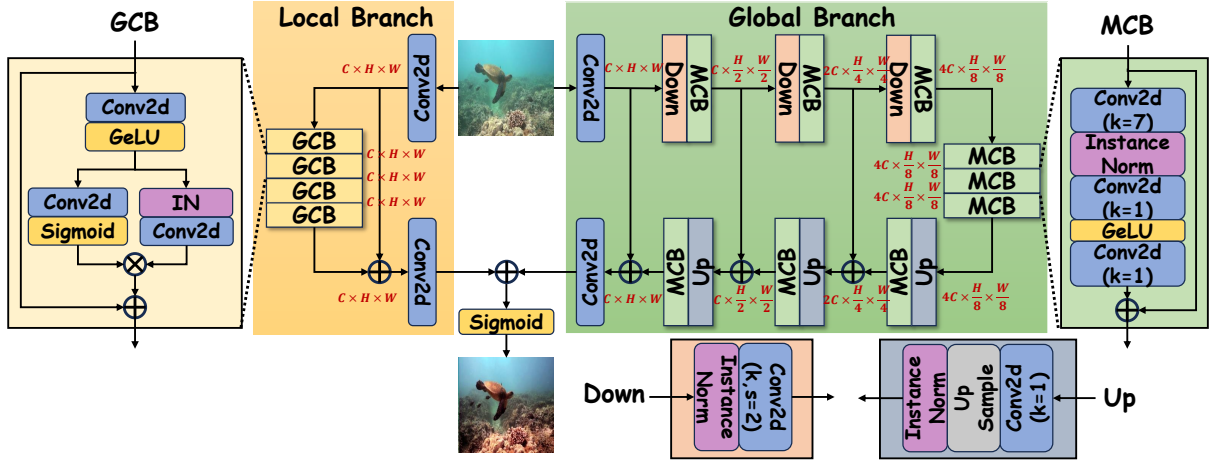 GCB
Conv2d
GeLU
Conv2d
Sigmoid
IN
Conv2d
Local Branch
C × H × W
Conv2d
GCB
GCB
GCB
GCB
C × H × W
C × H × W
C × H × W
C × H × W
Conv2d
Sigmoid
Global Branch
Conv2d
C × H × W
Down
MCB
C × H/2 × W/2
Down
MCB
2C × H/4 × W/4
Down
MCB
4C × H/8 × W/8
4C × H/8 × W/8
4C × H/8 × W/8
MCB
MCB
MCB
Conv2d
C × H × W
MCB
Up
C × H/2 × W/2
MCB
Up
2C × H/4 × W/4
MCB
Up
4C × H/8 × W/8
MCB
Conv2d
(k=7)
Instance
Norm
Conv2d
(k=1)
GeLU
Conv2d
(k=1)
Down
Instance
Norm
Conv2d
(k,s=2)
Instance
Norm
Up
Sample
Conv2d
(k=1)
Up